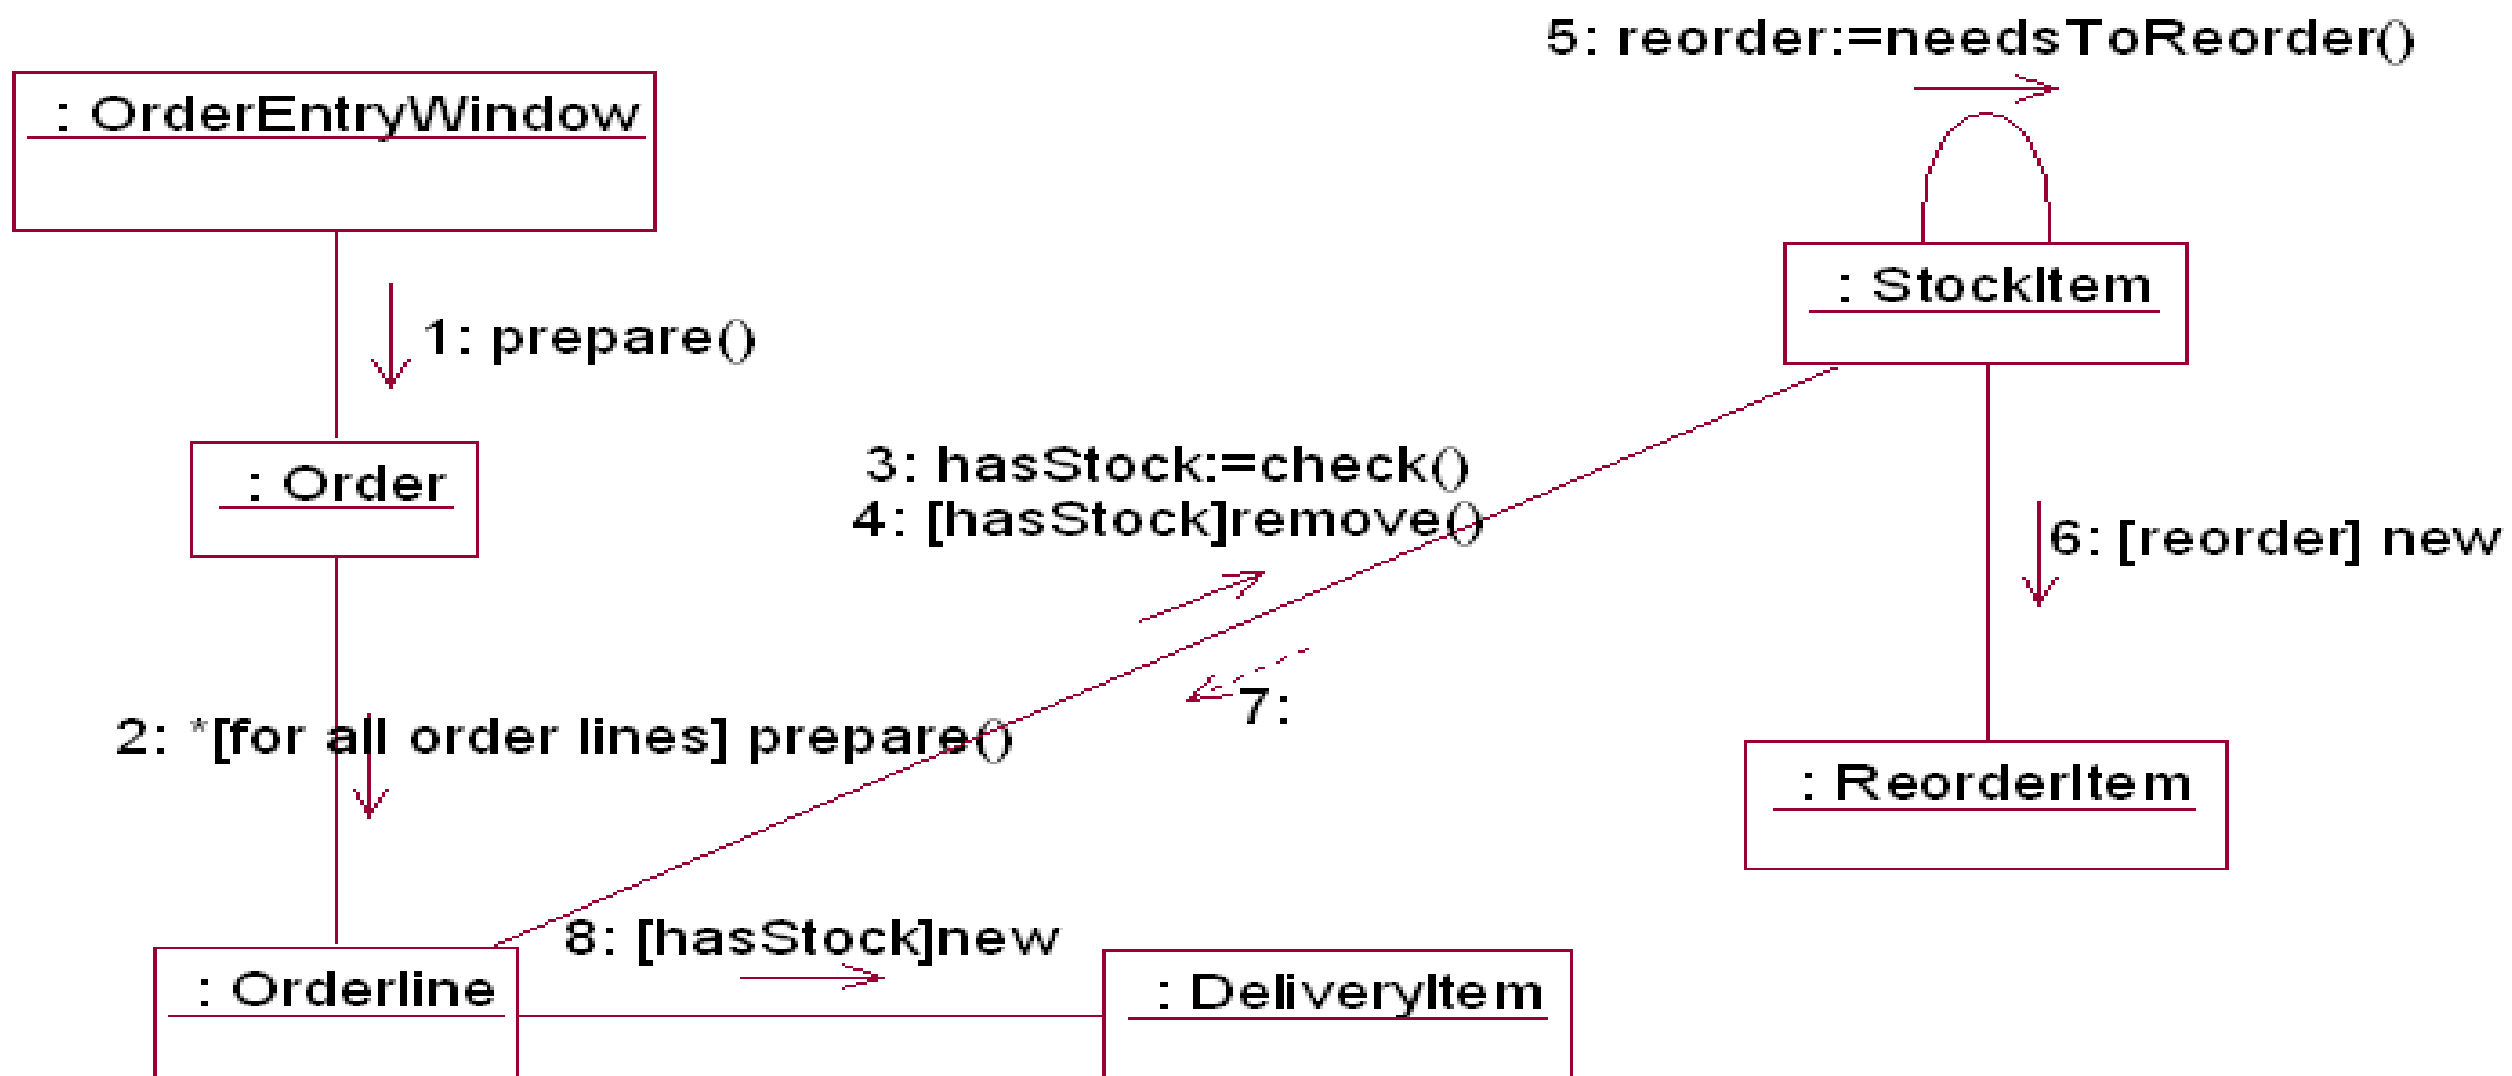 5: reorder:=needsToReorder()
: OrderEntryWindow
: StockItem
1: prepare()
: Order
3: hasStock:=check()
4: [hasStock]remove()
6: [reorder] new
7:
2: *[for all order lines] prepare()
: ReorderItem
8: [hasStock]new
: Orderline
: DeliveryItem